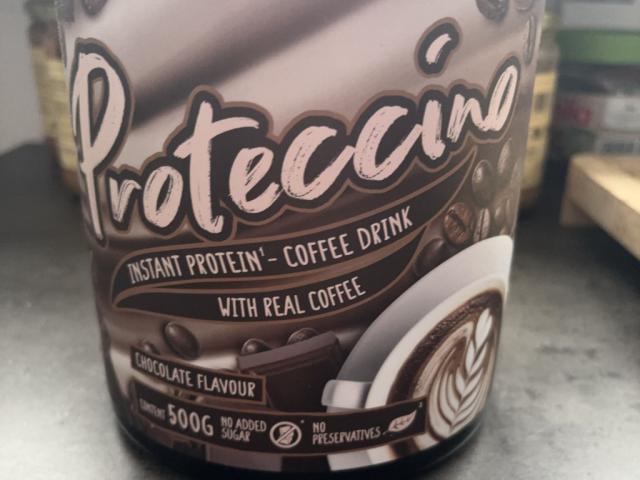 Proteccino
INSTANT PROTEIN¹ - COFFEE DRINK
WITH REAL COFFEE
CHOCOLATE FLAVOUR
CONTENT 500G
NO ADDED
SUGAR
NO
PRESERVATIVES